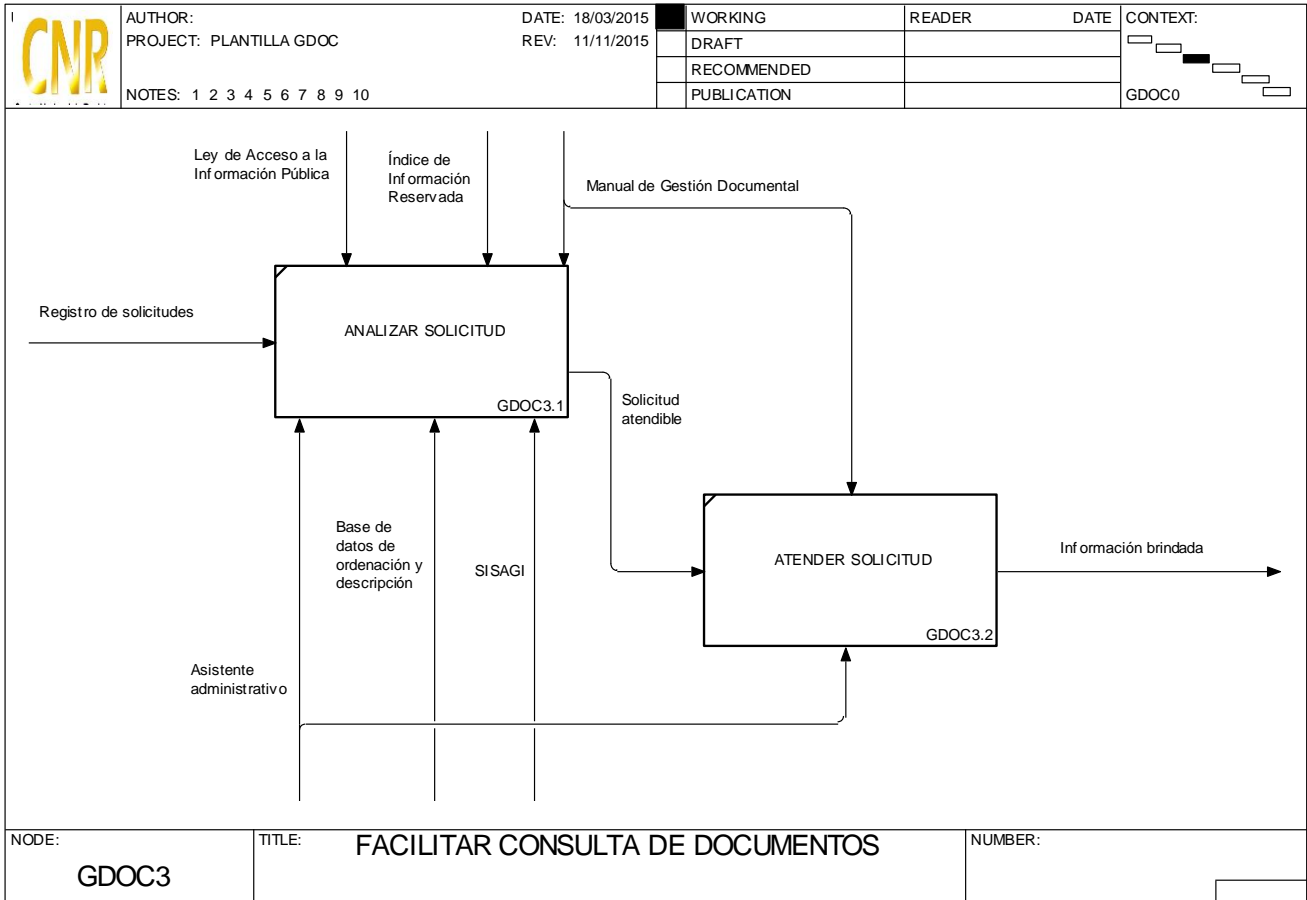 CNR
AUTHOR:
DATE: 18/03/2015
PROJECT: PLANTILLA GDOC
REV: 11/11/2015
NOTES: 1 2 3 4 5 6 7 8 9 10
WORKING
DRAFT
RECOMMENDED
PUBLICATION
READER DATE
CONTEXT:
GDOC0
Ley de Acceso a la
Información Pública
Índice de
Información
Reservada
Manual de Gestión Documental
Registro de solicitudes
ANALIZAR SOLICITUD
GDOC3.1
Solicitud
atendible
Base de
datos de
ordenación y
descripción
SISAGI
ATENDER SOLICITUD
GDOC3.2
Información brindada
Asistente
administrativo
NODE:
GDOC3
TITLE:
FACILITAR CONSULTA DE DOCUMENTOS
NUMBER: